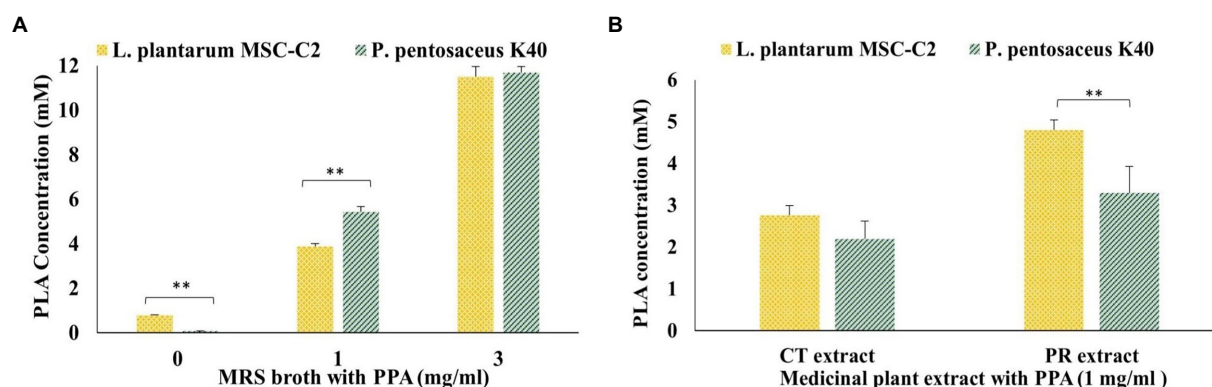 A
L. plantarum MSC-C2
P. pentosaceus K40
PLA Concentration (mM)
12
10
8
6
4
2
0
**
**
0
1
3
MRS broth with PPA (mg/ml)
B
L. plantarum MSC-C2
P. pentosaceus K40
PLA concentration (mM)
6
5
4
3
2
1
0
**
CT extract
PR extract
Medicinal plant extract with PPA (1 mg/ml )